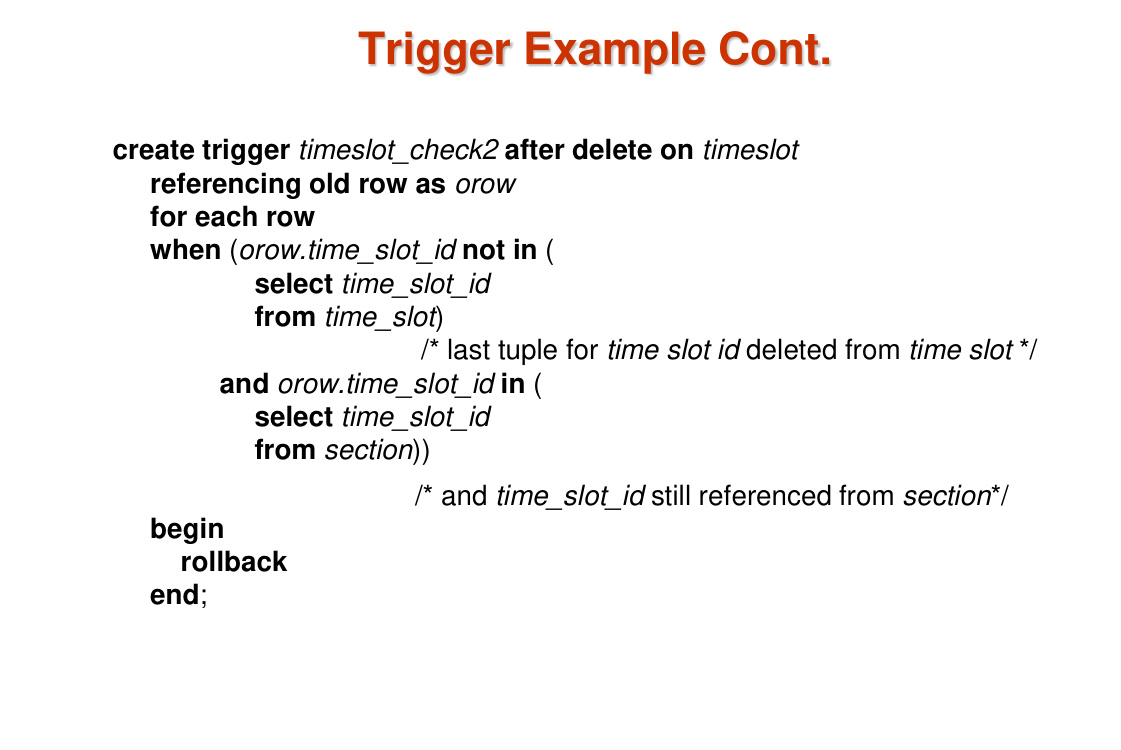 Trigger Example Cont.
create trigger timeslot_check2 after delete on timeslot
referencing old row as orow
for each row
when (orow.time_slot_id not in (
select time_slot_id
from time_slot)
/* last tuple for time slot id deleted from time slot */
and orow.time_slot_id in (
select time_slot_id
from section))
/* and time_slot_id still referenced from section*/
begin
rollback
end;